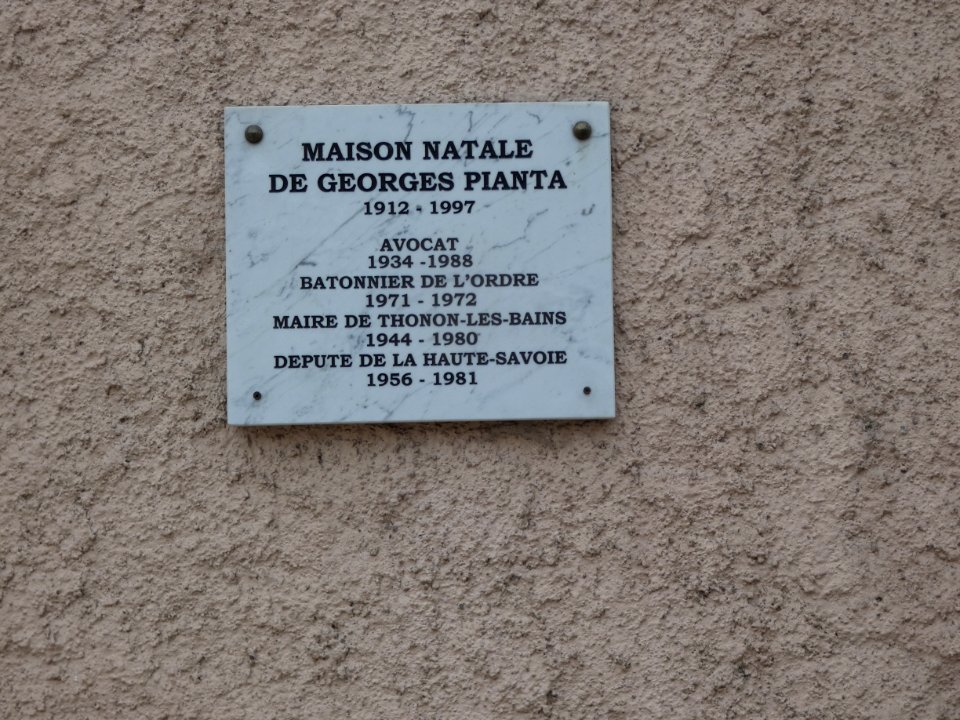 MAISON NATALE
DE GEORGES PIANTA
1912 - 1997
AVOCAT
1934 -1988
BATONNIER DE L'ORDRE
1971 - 1972
MAIRE DE THONON-LES-BAINS
1944 - 1980
DEPUTE DE LA HAUTE-SAVOIE
1956 - 1981